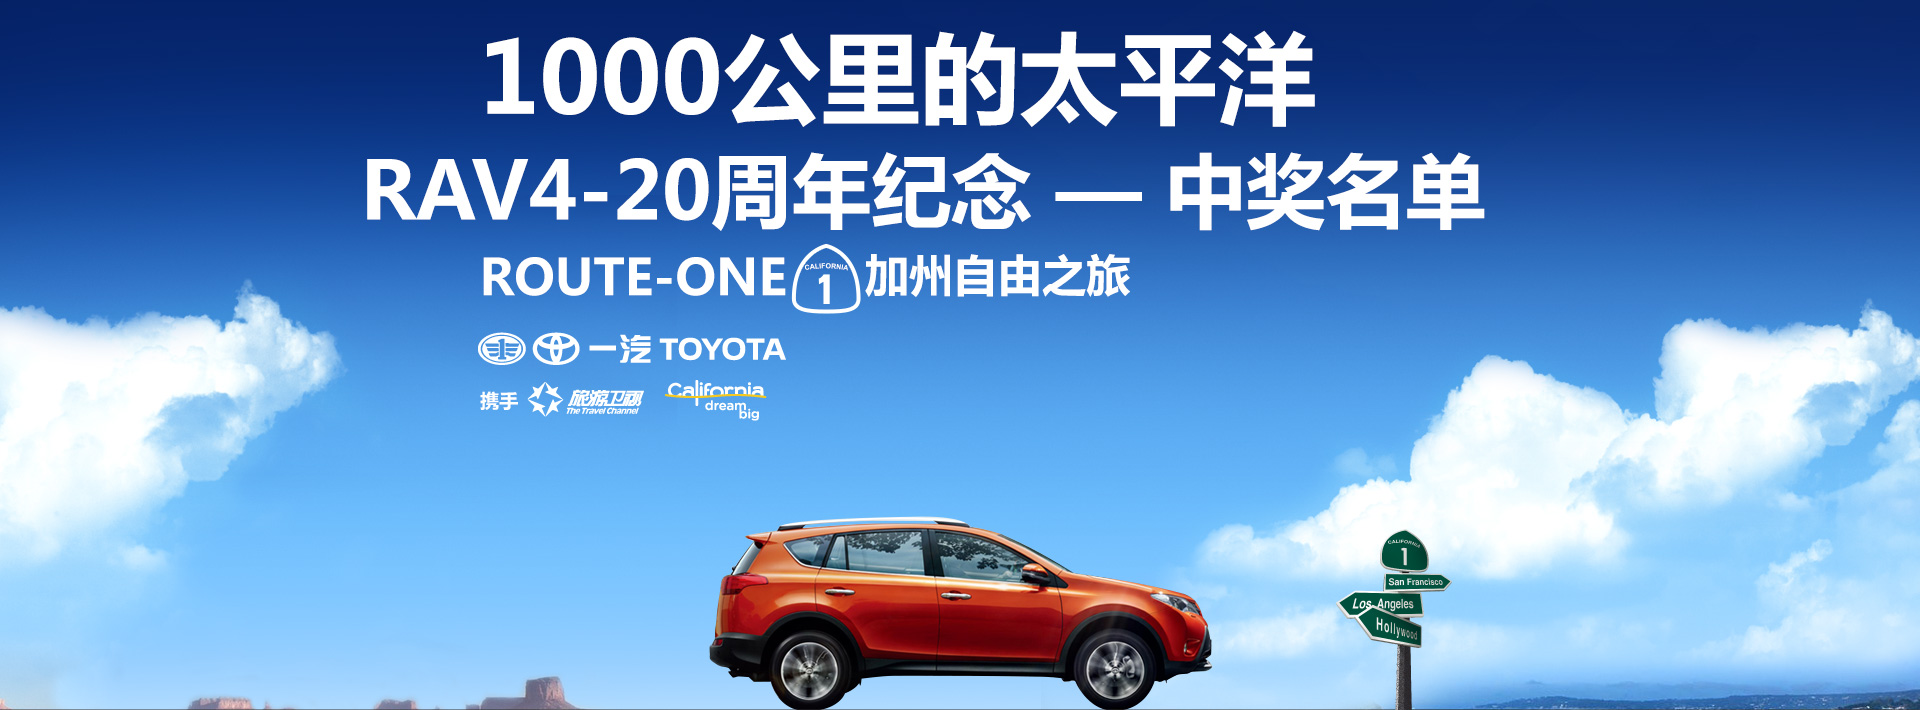 1000公里的太平洋
RAV4-20周年纪念 — 中奖名单
ROUTE-ONE CALIFORNIA 1 加州自由之旅
一汽 TOYOTA
携手 旅游卫视 The Travel Channel California dream big
CALIFORNIA
1
San Francisco
Los Angeles
Hollywood